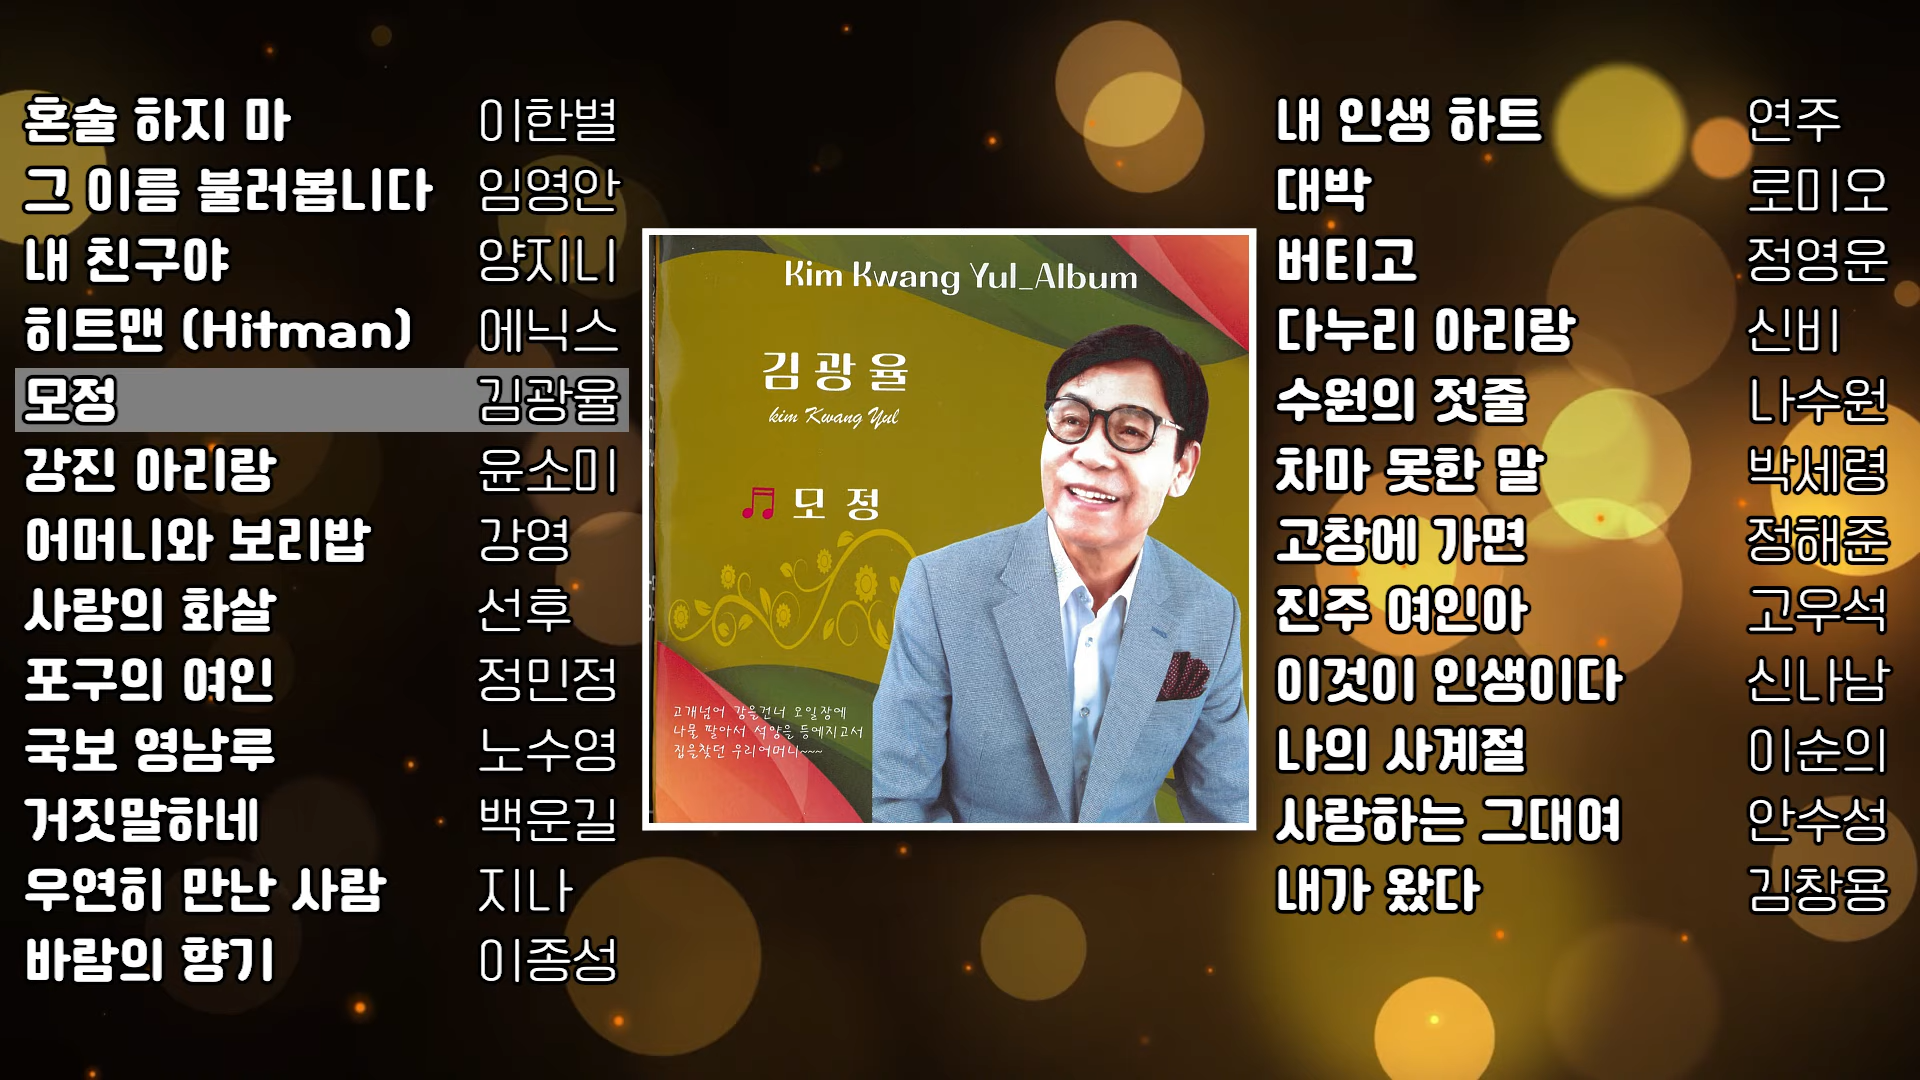 혼술 하지 마 이한별
그 이름 불러봅니다 임영안
내 친구야 양지니
히트맨 (Hitman) 에닉스
모정 김광율
강진 아리랑 윤소미
어머니와 보리밥 강영
사랑의 화살 선후
포구의 여인 정민정
국보 영남루 노수영
거짓말하네 백운길
우연히 만난 사람 지나
바람의 향기 이종성
Kim Kwang Yul_Album
김광율
kim Kwang Yul
모정
고개넘어 강을건너 오일장에
나물 팔아서 석양을 등에지고서
집을찾던 우리어머니~~~
내 인생 하트 연주
대박 로미오
버티고 정영운
다누리 아리랑 신비
수원의 젓줄 나수원
차마 못한 말 박세령
고창에 가면 정해준
진주 여인아 고우석
이것이 인생이다 신나남
나의 사계절 이순의
사랑하는 그대여 안수성
내가 왔다 김창용